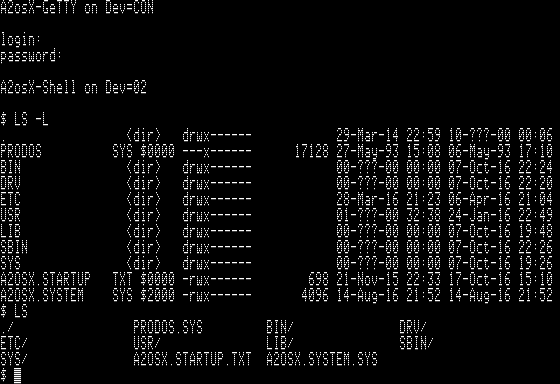 A2osX-GeTTY on Dev=CON
login:
password:
A2osX-Shell on Dev=02
$ LS -L
. <dir> drwx------ 29-Mar-14 22:59 10-???-00 00:06
PRODOS SYS $0000 ---x------ 17128 27-May-93 15:08 06-May-93 17:10
BIN <dir> drwx------ 00-???-00 00:00 07-Oct-16 22:24
DRV <dir> drwx------ 00-???-00 00:00 07-Oct-16 22:20
ETC <dir> drwx------ 28-Mar-16 21:23 06-Apr-16 21:04
USR <dir> drwx------ 01-???-00 32:38 24-Jan-16 22:49
LIB <dir> drwx------ 00-???-00 00:00 07-Oct-16 19:48
SBIN <dir> drwx------ 00-???-00 00:00 07-Oct-16 22:26
SYS <dir> drwx------ 00-???-00 00:00 07-Oct-16 19:26
A2OSX.STARTUP TXT $0000 -rwx------ 698 21-Nov-15 22:33 17-Oct-16 15:10
A2OSX.SYSTEM SYS $2000 -rwx------ 4096 14-Aug-16 21:52 14-Aug-16 21:52
$ LS
./ PRODOS.SYS BIN/ DRV/
ETC/ USR/ LIB/ SBIN/
SYS/ A2OSX.STARTUP.TXT A2OSX.SYSTEM.SYS
$